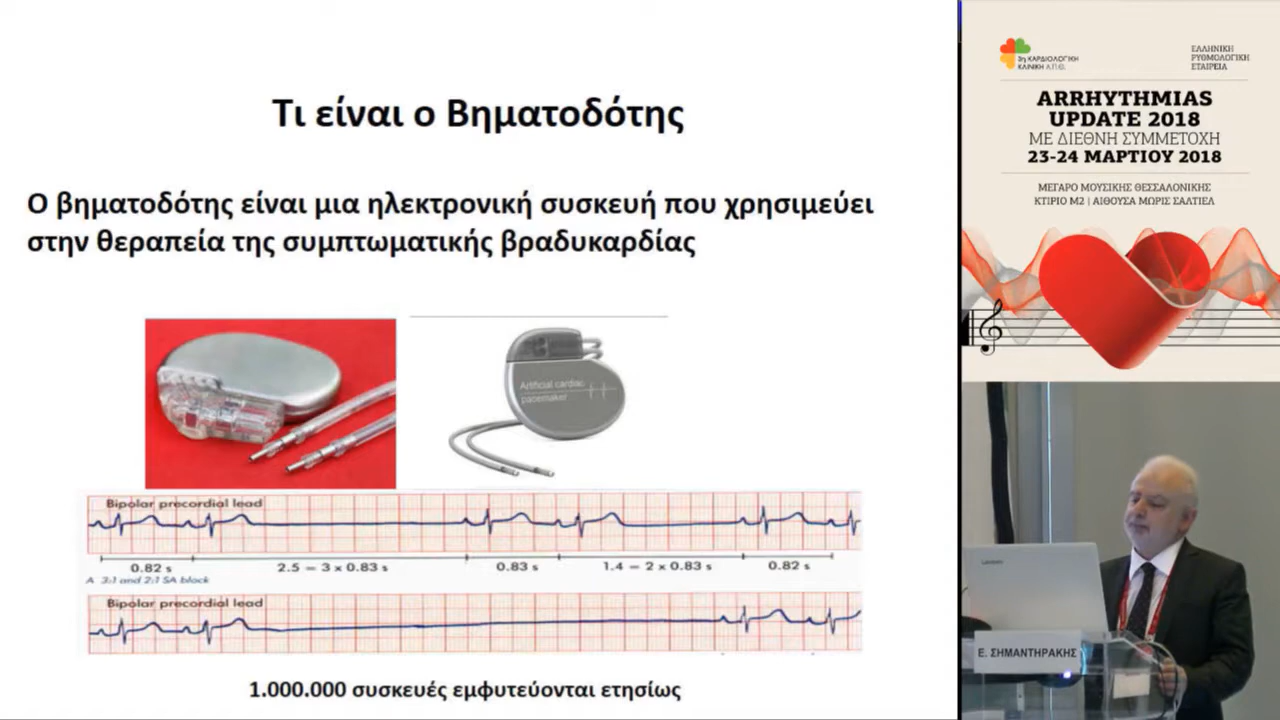 Τι είναι ο Βηματοδότης
Ο βηματοδότης είναι μια ηλεκτρονική συσκευή που χρησιμεύει
στην θεραπεία της συμπτωματικής βραδυκαρδίας
Artificial cardiac
pacemaker
Bipolar precordial lead
0.82 s
2.5 = 3 x 0.83 s
0.83 s
1.4 = 2 x 0.83 s
0.82 s
A 3:1 and 2:1 SA block
Bipolar precordial lead
1.000.000 συσκευές εμφυτεύονται ετησίως
3η ΚΑΡΔΙΟΛΟΓΙΚΗ
ΚΛΙΝΙΚΗ Α.Π.Θ.
ΕΛΛΗΝΙΚΗ
ΡΥΘΜΟΛΟΓΙΚΗ
ΕΤΑΙΡΕΙΑ
ARRHYTHMIAS
UPDATE 2018
ΜΕ ΔΙΕΘΝΗ ΣΥΜΜΕΤΟΧΗ
23-24 ΜΑΡΤΙΟΥ 2018
ΜΕΓΑΡΟ ΜΟΥΣΙΚΗΣ ΘΕΣΣΑΛΟΝΙΚΗΣ
ΚΤΙΡΙΟ Μ2 | ΑΙΘΟΥΣΑ ΜΩΡΙΣ ΣΑΛΤΙΕΛ
Ε. ΣΗΜΑΝΤΗΡΑΚΗΣ